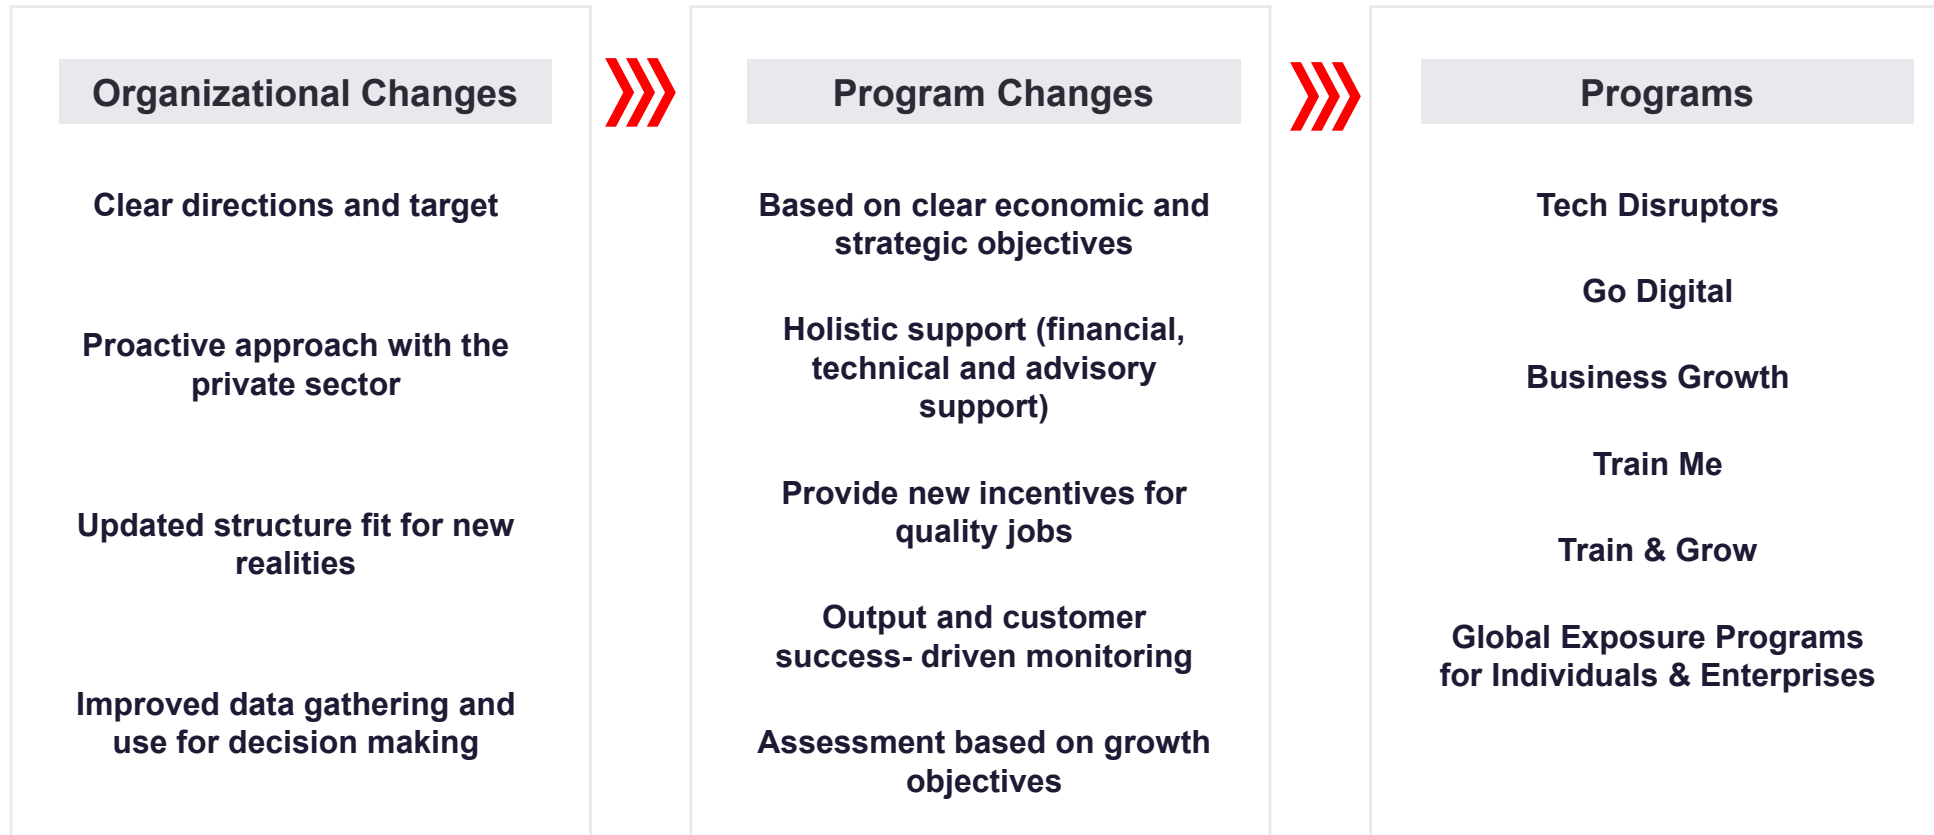 Organizational Changes
Clear directions and target
Proactive approach with the
private sector
Updated structure fit for new
realities
Improved data gathering and
use for decision making
Program Changes
Based on clear economic and
strategic objectives
Holistic support (financial,
technical and advisory
support)
Provide new incentives for
quality jobs
Output and customer
success- driven monitoring
Assessment based on growth
objectives
Programs
Tech Disruptors
Go Digital
Business Growth
Train Me
Train & Grow
Global Exposure Programs
for Individuals & Enterprises